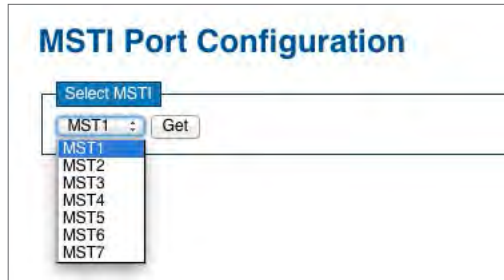 MSTI Port Configuration
Select MSTI
MST1 Get
MST1
MST2
MST3
MST4
MST5
MST6
MST7